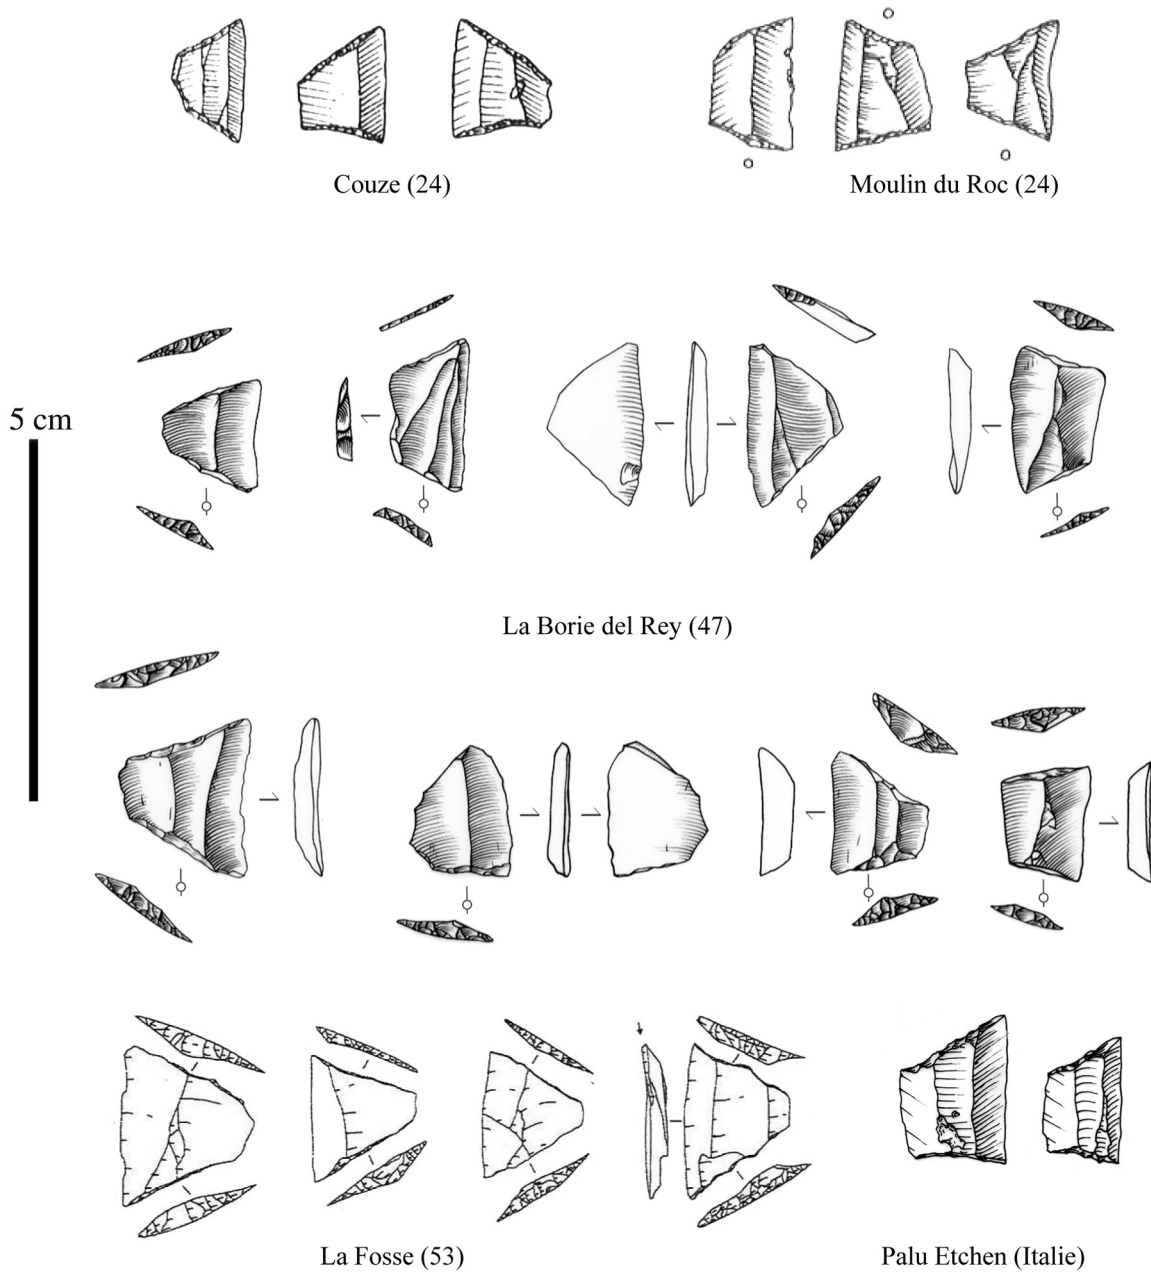 Couze (24)
Moulin du Roc (24)
5 cm
La Borie del Rey (47)
La Fosse (53)
Palu Etchen (Italie)